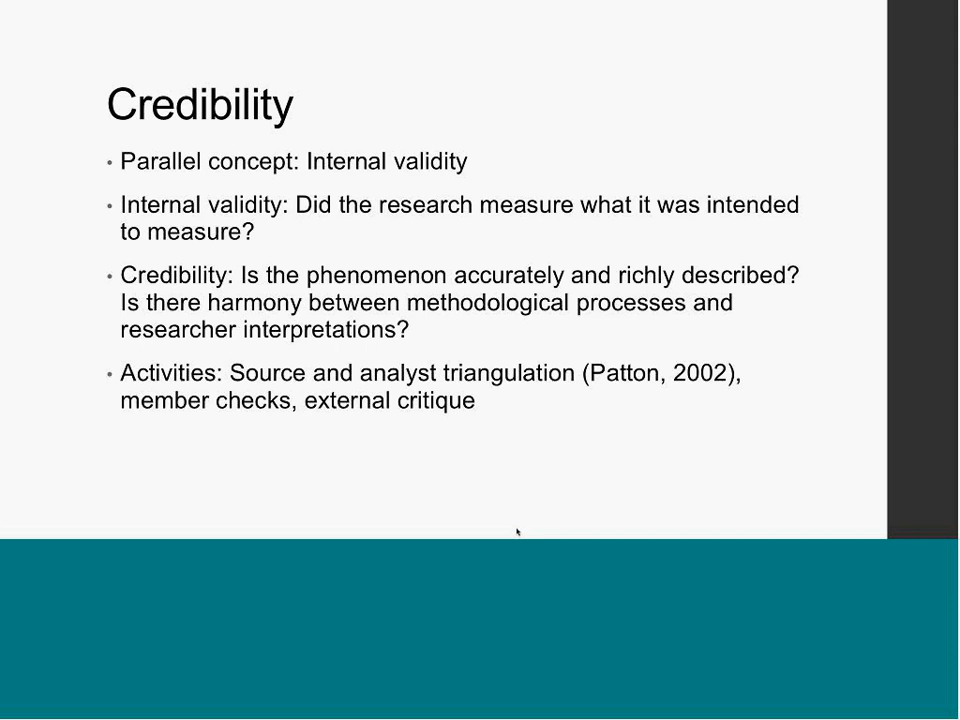 Credibility
• Parallel concept: Internal validity
• Internal validity: Did the research measure what it was intended
to measure?
• Credibility: Is the phenomenon accurately and richly described?
Is there harmony between methodological processes and
researcher interpretations?
• Activities: Source and analyst triangulation (Patton, 2002),
member checks, external critique